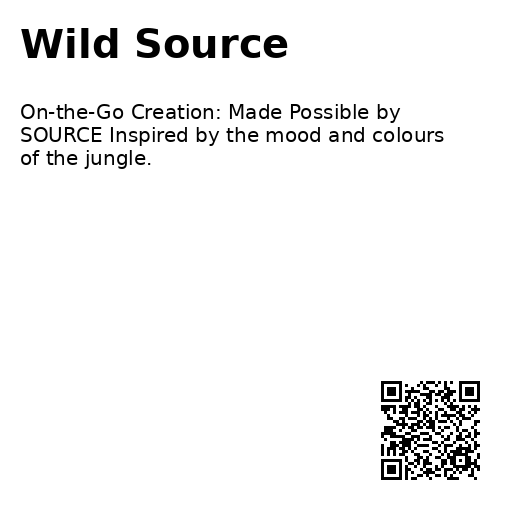 Wild Source
On-the-Go Creation: Made Possible by
SOURCE Inspired by the mood and colours
of the jungle.